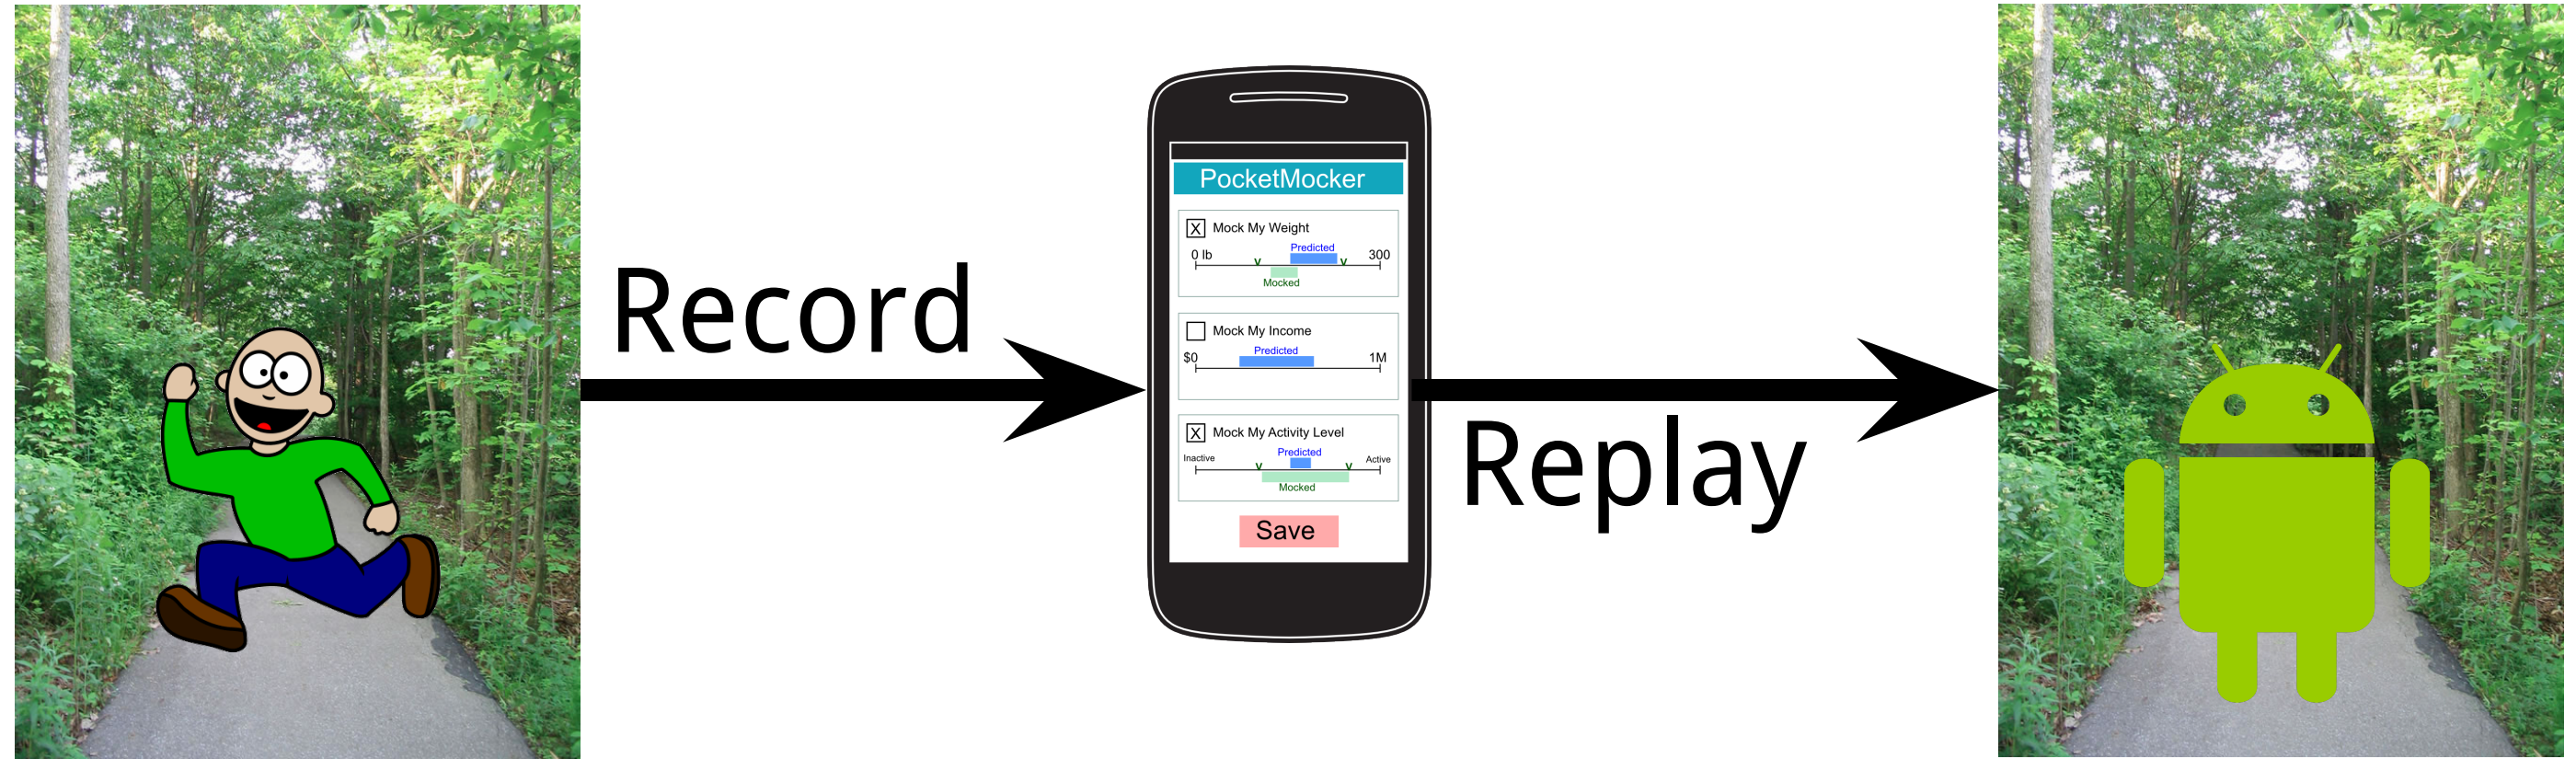 Record
PocketMocker
X Mock My Weight
Predicted
0 lb 300
v v
Mocked
Mock My Income
Predicted
$0 1M
X Mock My Activity Level
Predicted
Inactive Active
v v
Mocked
Save
Replay